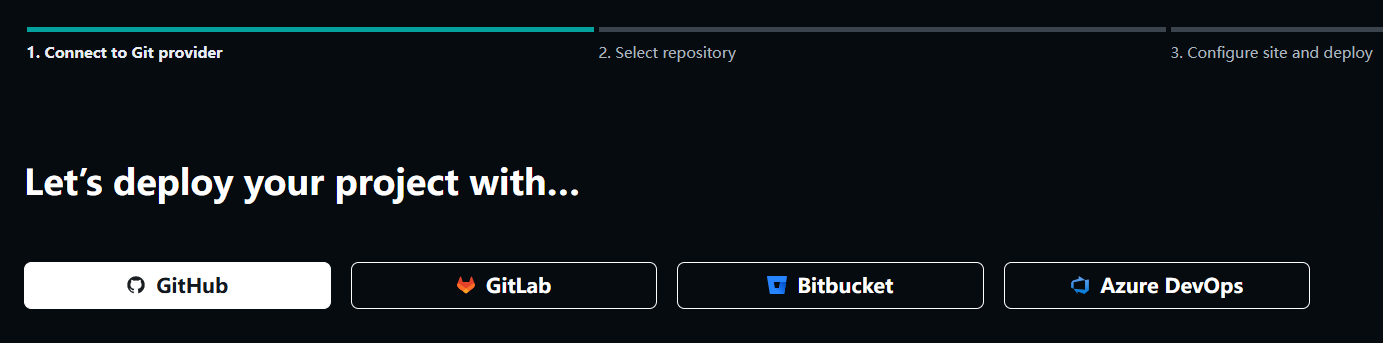 1. Connect to Git provider
2. Select repository
3. Configure site and deploy
Let’s deploy your project with…
GitHub
GitLab
Bitbucket
Azure DevOps